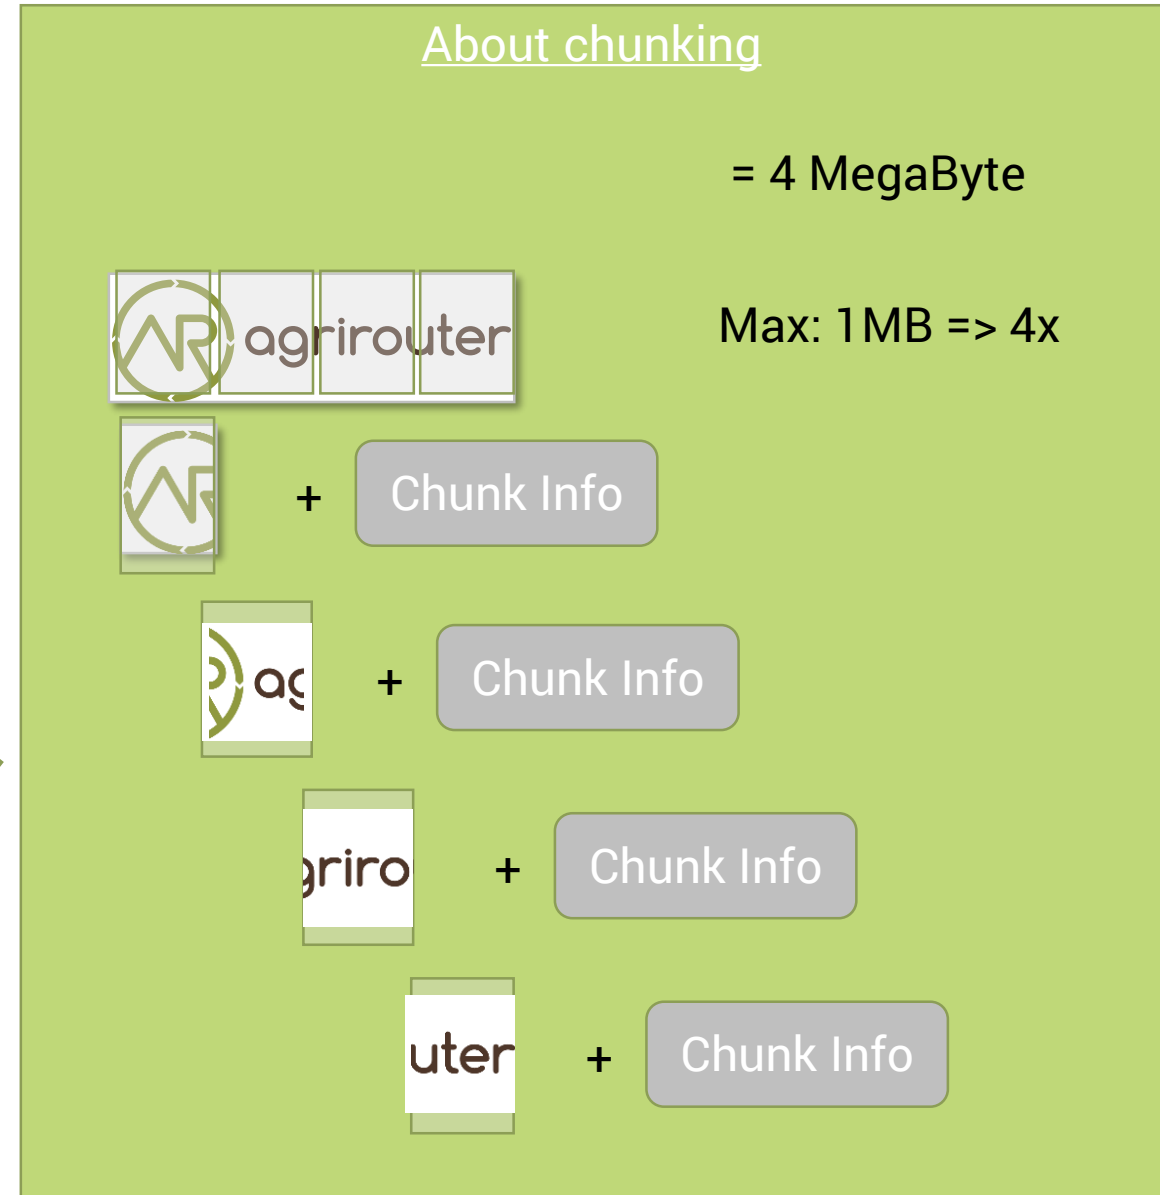 About chunking
= 4 MegaByte
AR agrirouter
Max: 1MB => 4x
+ Chunk Info
ag + Chunk Info
griro + Chunk Info
uter + Chunk Info